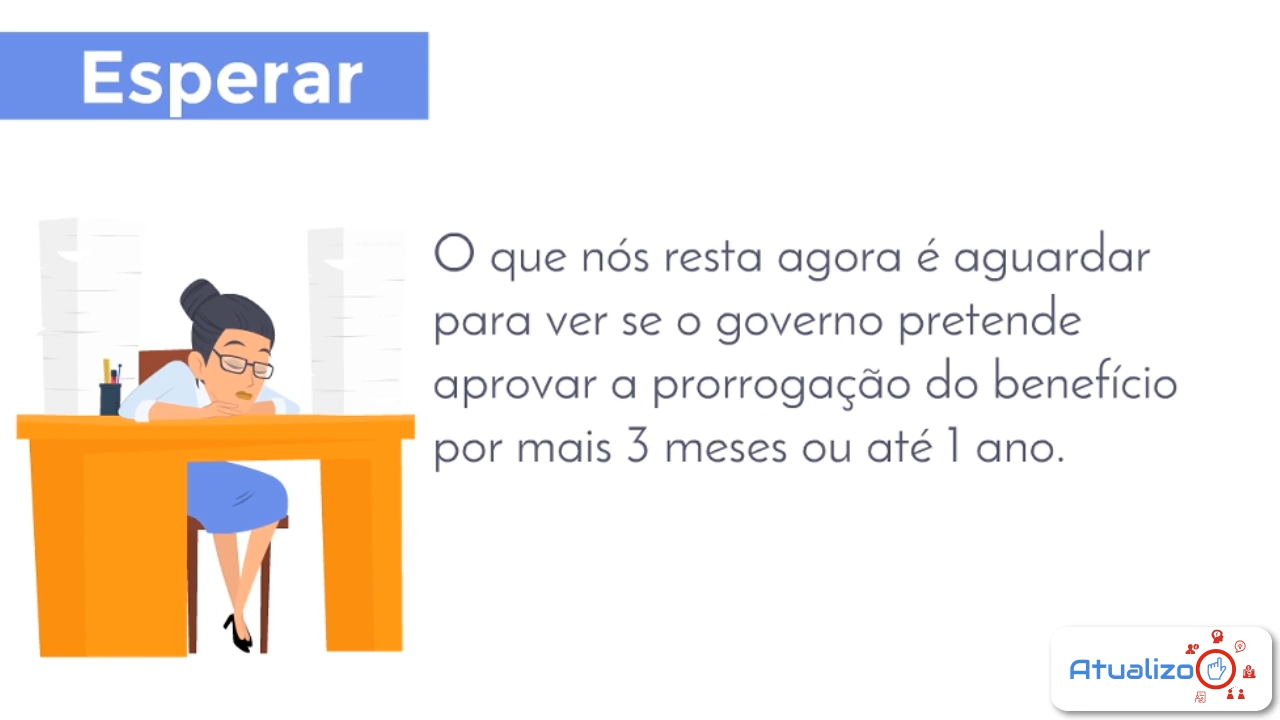 Esperar
O que nós resta agora é aguardar
para ver se o governo pretende
aprovar a prorrogação do benefício
por mais 3 meses ou até 1 ano.
Atualizo